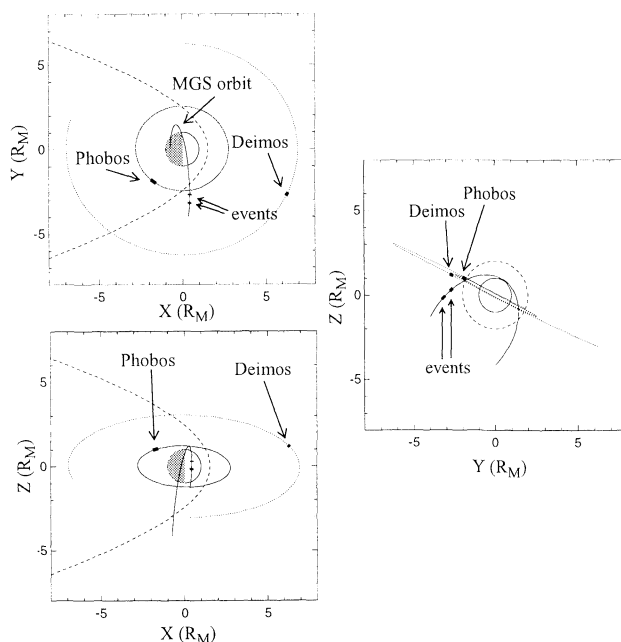 5
0
-5
Y (R_M)
MGS orbit
Deimos
Phobos
events
-5
0
5
X (R_M)
5
0
-5
Z (R_M)
Phobos
Deimos
-5
0
5
X (R_M)
5
0
-5
Z (R_M)
Phobos
Deimos
events
-5
0
5
Y (R_M)